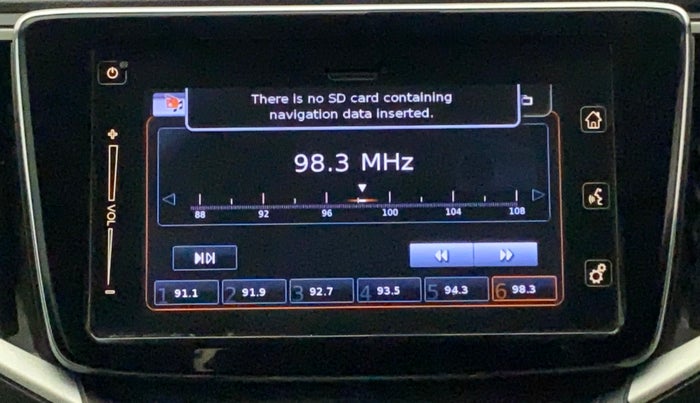 There is no SD card containing
navigation data inserted.
98.3 MHz
88 92 96 100 104 108
VOL
1 91.1 2 91.9 3 92.7 4 93.5 5 94.3 6 98.3